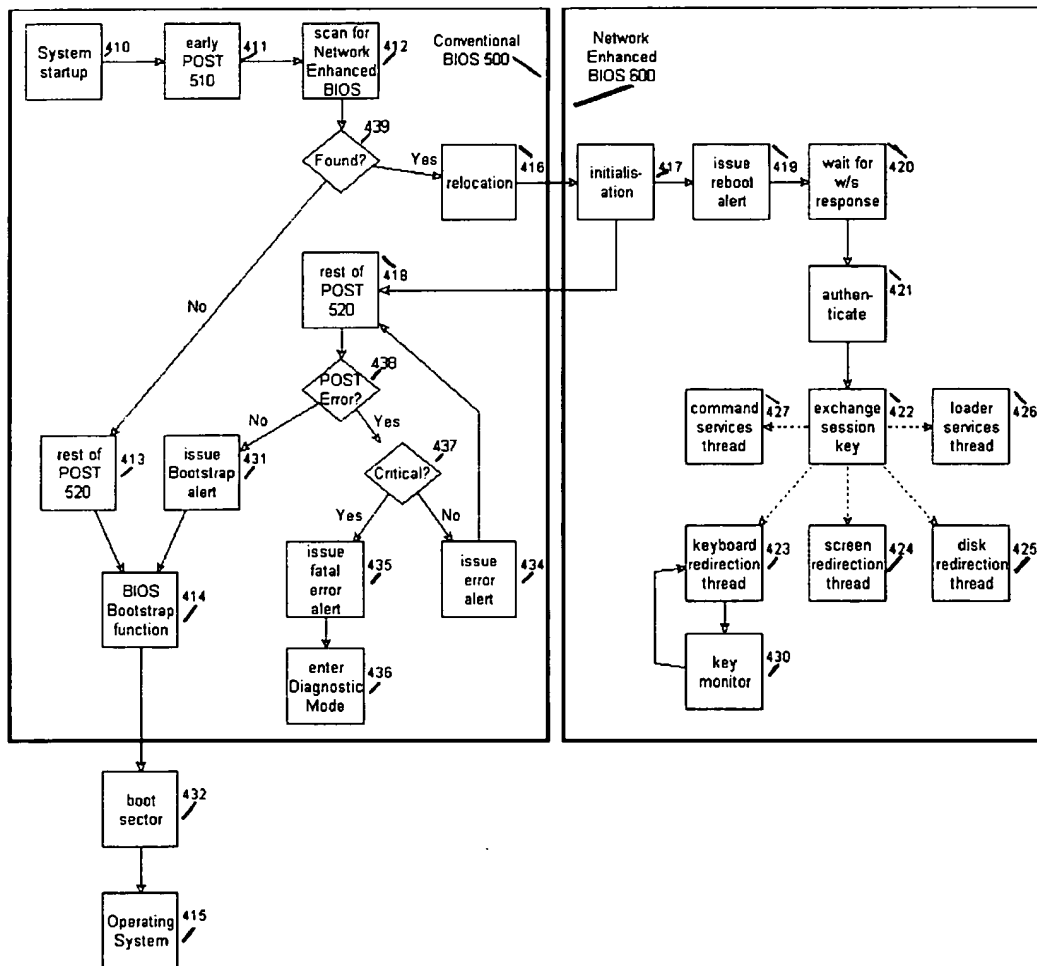 System
startup
410
early
POST
510
411
scan for
Network
Enhanced
BIOS
412
Conventional
BIOS 500
Network
Enhanced
BIOS 600
439
Found?
Yes
No
relocation
416
initialis-
ation
417
issue
reboot
alert
419
wait for
w/s
response
420
rest of
POST
520
418
authen-
ticate
421
POST
Error?
438
No
Yes
command
services
thread
427
exchange
session
key
422
loader
services
thread
426
rest of
POST
520
413
issue
Bootstrap
alert
431
Critical?
437
Yes
No
issue
fatal
error
alert
435
issue
error
alert
434
keyboard
redirection
thread
423
screen
redirection
thread
424
disk
redirection
thread
425
BIOS
Bootstrap
function
414
enter
Diagnostic
Mode
436
key
monitor
430
boot
sector
432
Operating
System
415